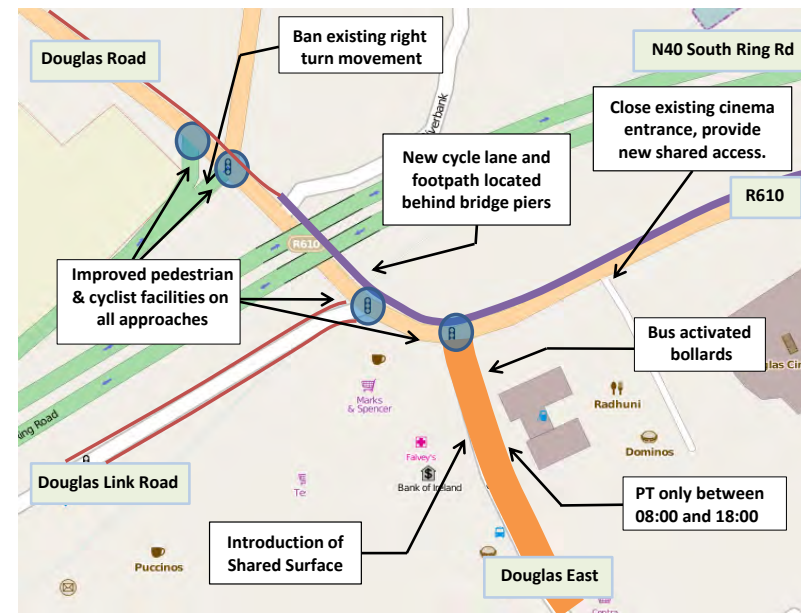 Douglas Road
Ban existing right
turn movement
N40 South Ring Rd
Close existing cinema
entrance, provide
new shared access.
New cycle lane and
footpath located
behind bridge piers
R610
R610
Improved pedestrian
& cyclist facilities on
all approaches
Bus activated
bollards
Marks
& Spencer
Radhuni
Dominos
Falvey's
Bank of Ireland
Douglas Link Road
Te
PT only between
08:00 and 18:00
Introduction of
Shared Surface
Puccinos
Douglas East